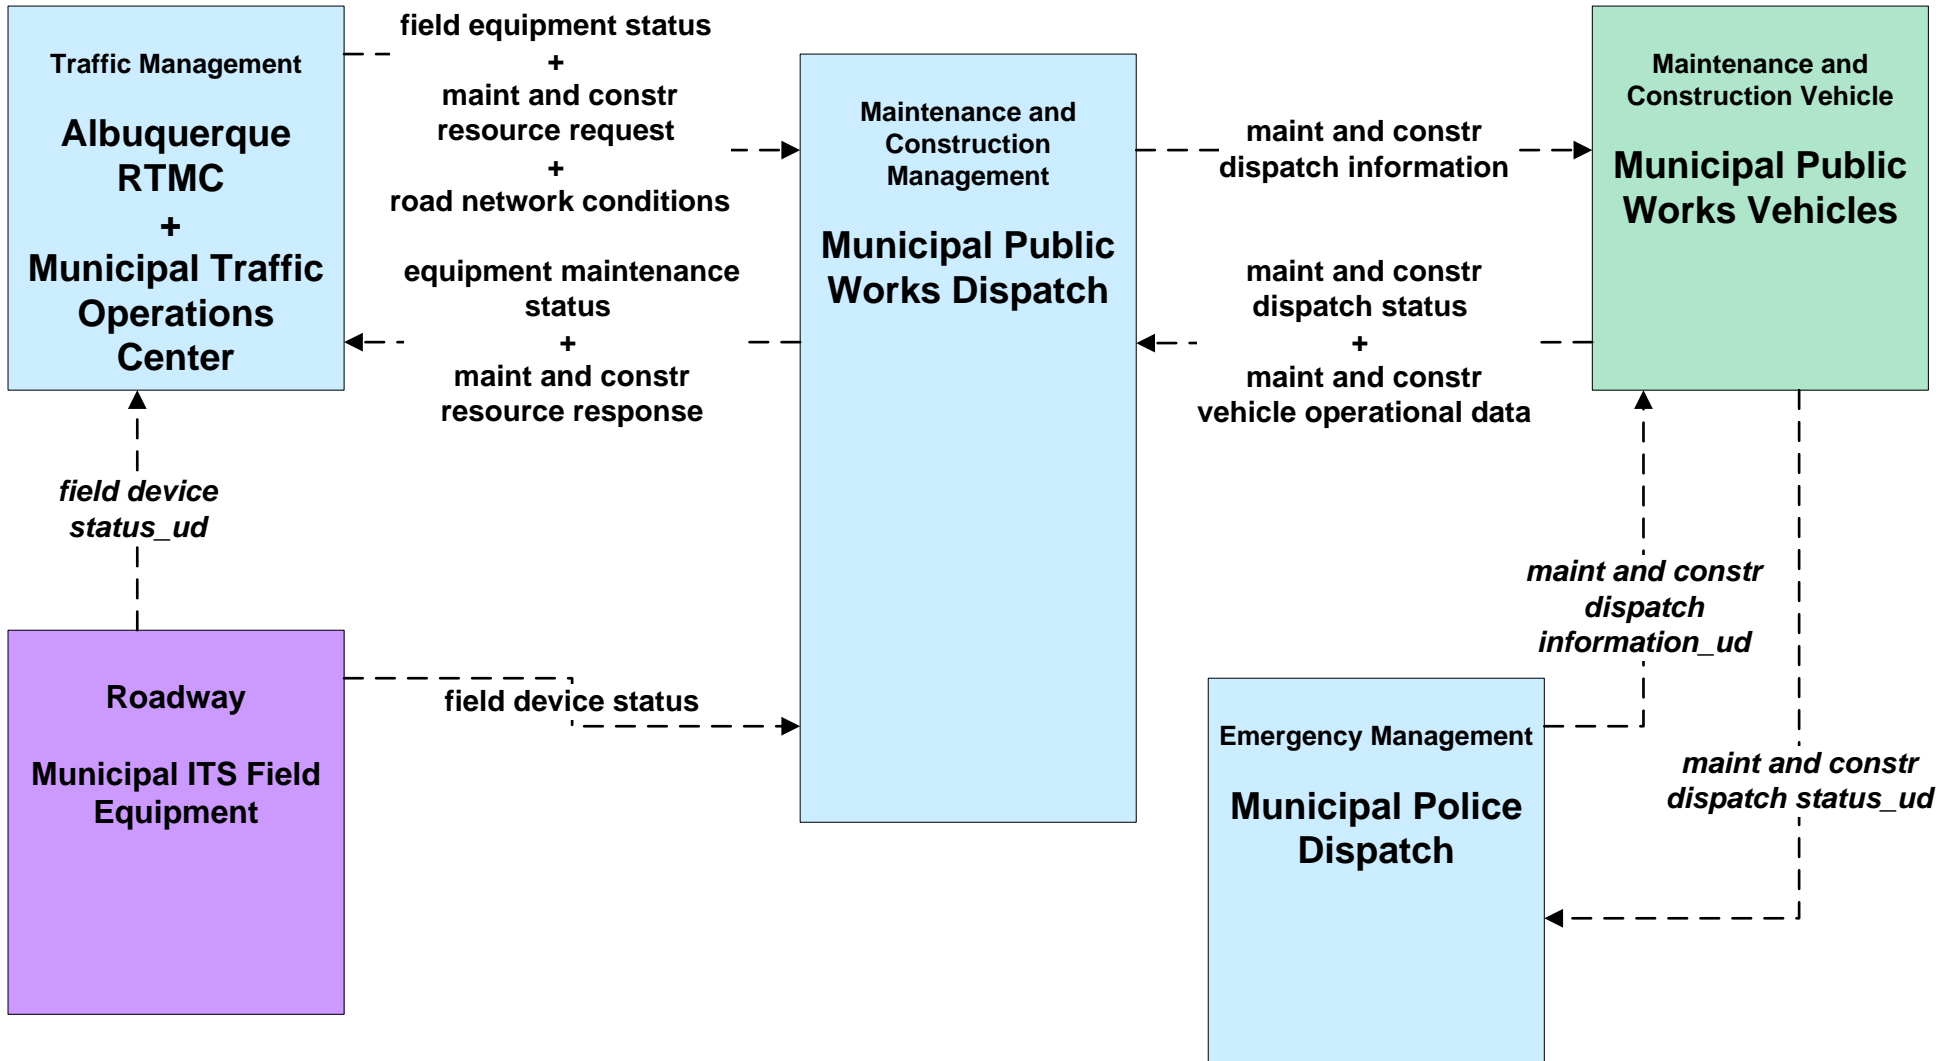 Traffic Management
Albuquerque
RTMC
+
Municipal Traffic
Operations
Center
field equipment status
+
maint and constr
resource request
+
road network conditions
equipment maintenance
status
+
maint and constr
resource response
Maintenance and
Construction
Management
Municipal Public
Works Dispatch
maint and constr
dispatch information
maint and constr
dispatch status
+
maint and constr
vehicle operational data
Maintenance and
Construction Vehicle
Municipal Public
Works Vehicles
field device
status_ud
Roadway
Municipal ITS Field
Equipment
field device status
maint and constr
dispatch
information_ud
Emergency Management
Municipal Police
Dispatch
maint and constr
dispatch status_ud